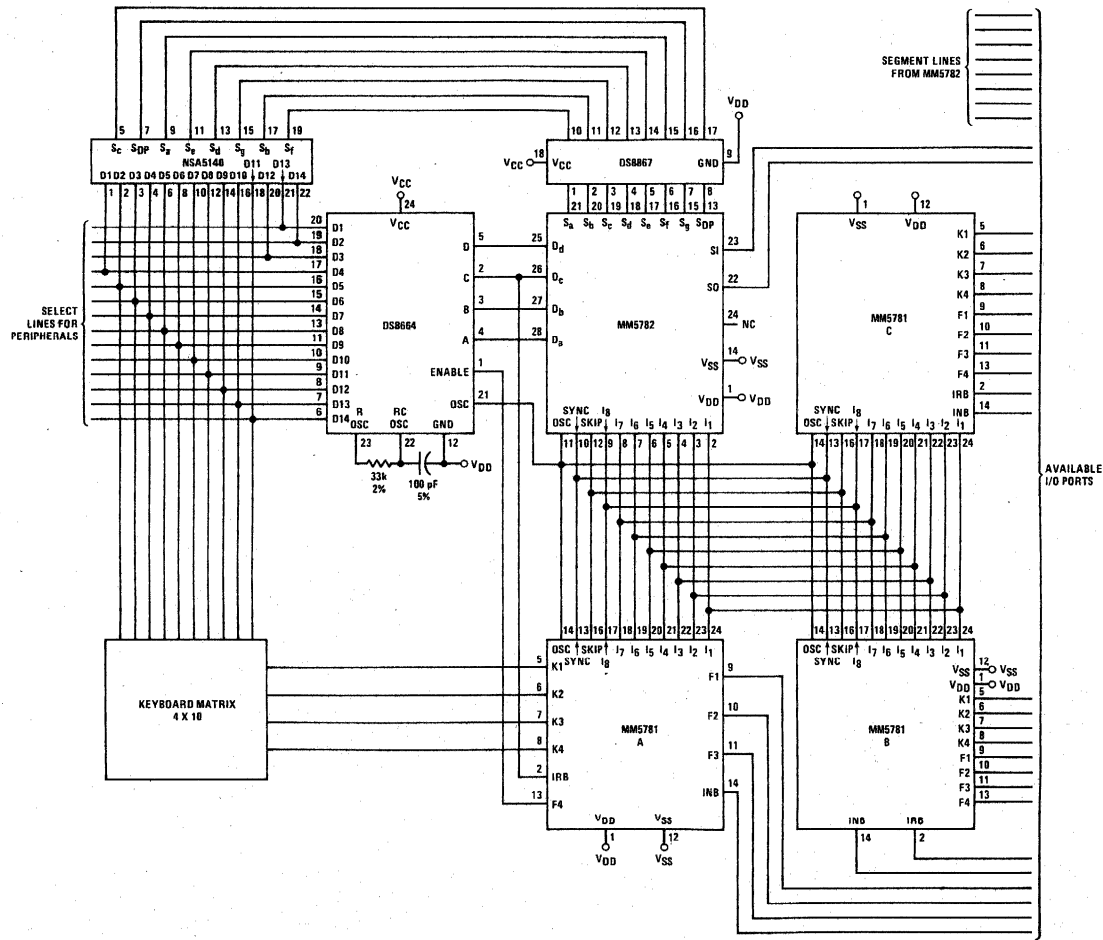 SEGMENT LINES
FROM MM5782
5 7 9 11 13 15 17 19
Sc SDP Sa Se Sd Sg Sb Sf
NSA5140 D11 D13
D1 D2 D3 D4 D5 D6 D7 D8 D9 D10 D12 D14
1 2 3 4 6 8 10 12 14 16 18 20 21 22
10 11 12 13 14 15 16 17
VDD
VCC 18 VCC DS8867 GND 9
1 2 3 4 5 6 7 8
VCC
24
VCC
SELECT
LINES FOR
PERIPHERALS
20 D1
19 D2
18 D3
17 D4
16 D5
15 D6
14 D7
13 D8
11 D9
10 D10
9 D11
8 D12
7 D13
6 D14
DS8664
D 5
C 2
B 3
A 4
ENABLE 1
OSC 21
R
OSC
RC
OSC
GND
23 22 12
33k
2%
100 pF
5%
VDD
21 20 19 18 17 16 15 13
Sa Sb Sc Sd Se Sf Sg SDP
25 Dd
26 Dc
27 Db
28 Da
MM5782
SI 23
SO 22
24 NC
VSS 14 VSS
VDD 1 VDD
SYNC I8
OSC SKIP I7 I6 I5 I4 I3 I2 I1
11 10 12 9 8 7 6 5 4 3 2
1 12
VSS VDD
MM5781
C
K1 5
K2 6
K3 7
K4 8
F1 9
F2 10
F3 11
F4 13
IRB 2
INB 14
SYNC I8
OSC SKIP I7 I6 I5 I4 I3 I2 I1
14 13 16 17 18 19 20 21 22 23 24
AVAILABLE
I/O PORTS
KEYBOARD MATRIX
4 X 10
14 13 16 17 18 19 20 21 22 23 24
OSC SKIP I7 I6 I5 I4 I3 I2 I1
SYNC I8
5 K1
6 K2
7 K3
8 K4
2 IRB
13 F4
MM5781
A
F1 9
F2 10
F3 11
INB 14
VDD VSS
1 12
VDD VSS
14 13 16 17 18 19 20 21 22 23 24
OSC SKIP I7 I6 I5 I4 I3 I2 I1
SYNC I8
VSS 12 VSS
VDD 1 VDD
MM5781
B
K1 5
K2 6
K3 7
K4 8
F1 9
F2 10
F3 11
F4 13
INB IRB
14 2